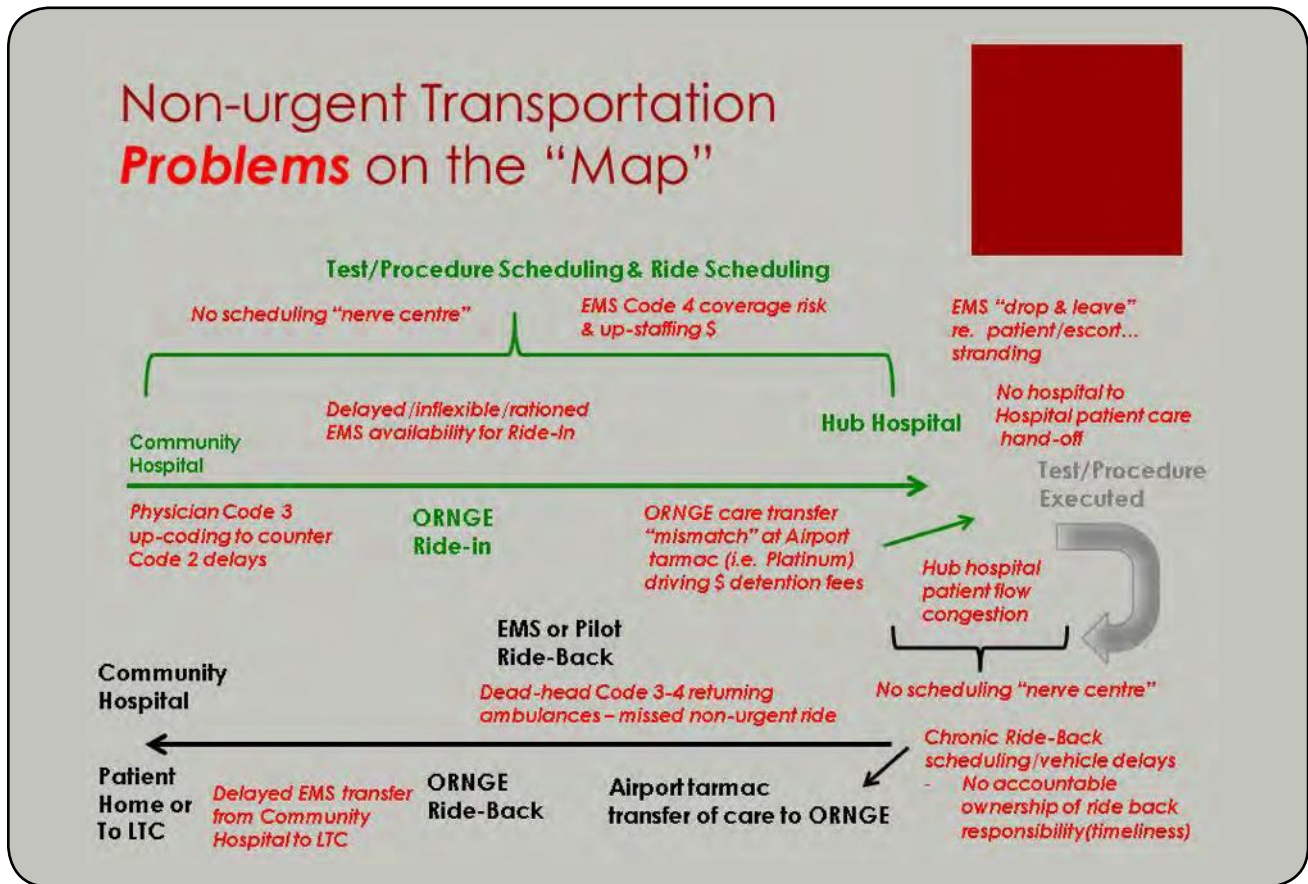 Non-urgent Transportation
Problems on the “Map”
Test/Procedure Scheduling & Ride Scheduling
No scheduling “nerve centre”
EMS Code 4 coverage risk
& up-staffing $
EMS “drop & leave”
re. patient/escort...
stranding
Delayed/inflexible/rationed
EMS availability for Ride-In
Hub Hospital
No hospital to
Hospital patient care
hand-off
Community
Hospital
Test/Procedure
Executed
Physician Code 3
up-coding to counter
Code 2 delays
ORNGE
Ride-in
ORNGE care transfer
“mismatch” at Airport
tarmac (i.e. Platinum)
driving $ detention fees
Hub hospital
patient flow
congestion
EMS or Pilot
Ride-Back
Community
Hospital
Dead-head Code 3-4 returning
ambulances – missed non-urgent ride
No scheduling “nerve centre”
Chronic Ride-Back
scheduling/vehicle delays
- No accountable
ownership of ride back
responsibility(timeliness)
Patient
Home or
To LTC
Delayed EMS transfer
from Community
Hospital to LTC
ORNGE
Ride-Back
Airport tarmac
transfer of care to ORNGE